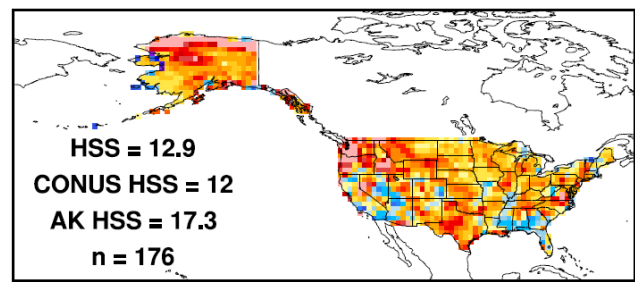 HSS = 12.9
CONUS HSS = 12
AK HSS = 17.3
n = 176